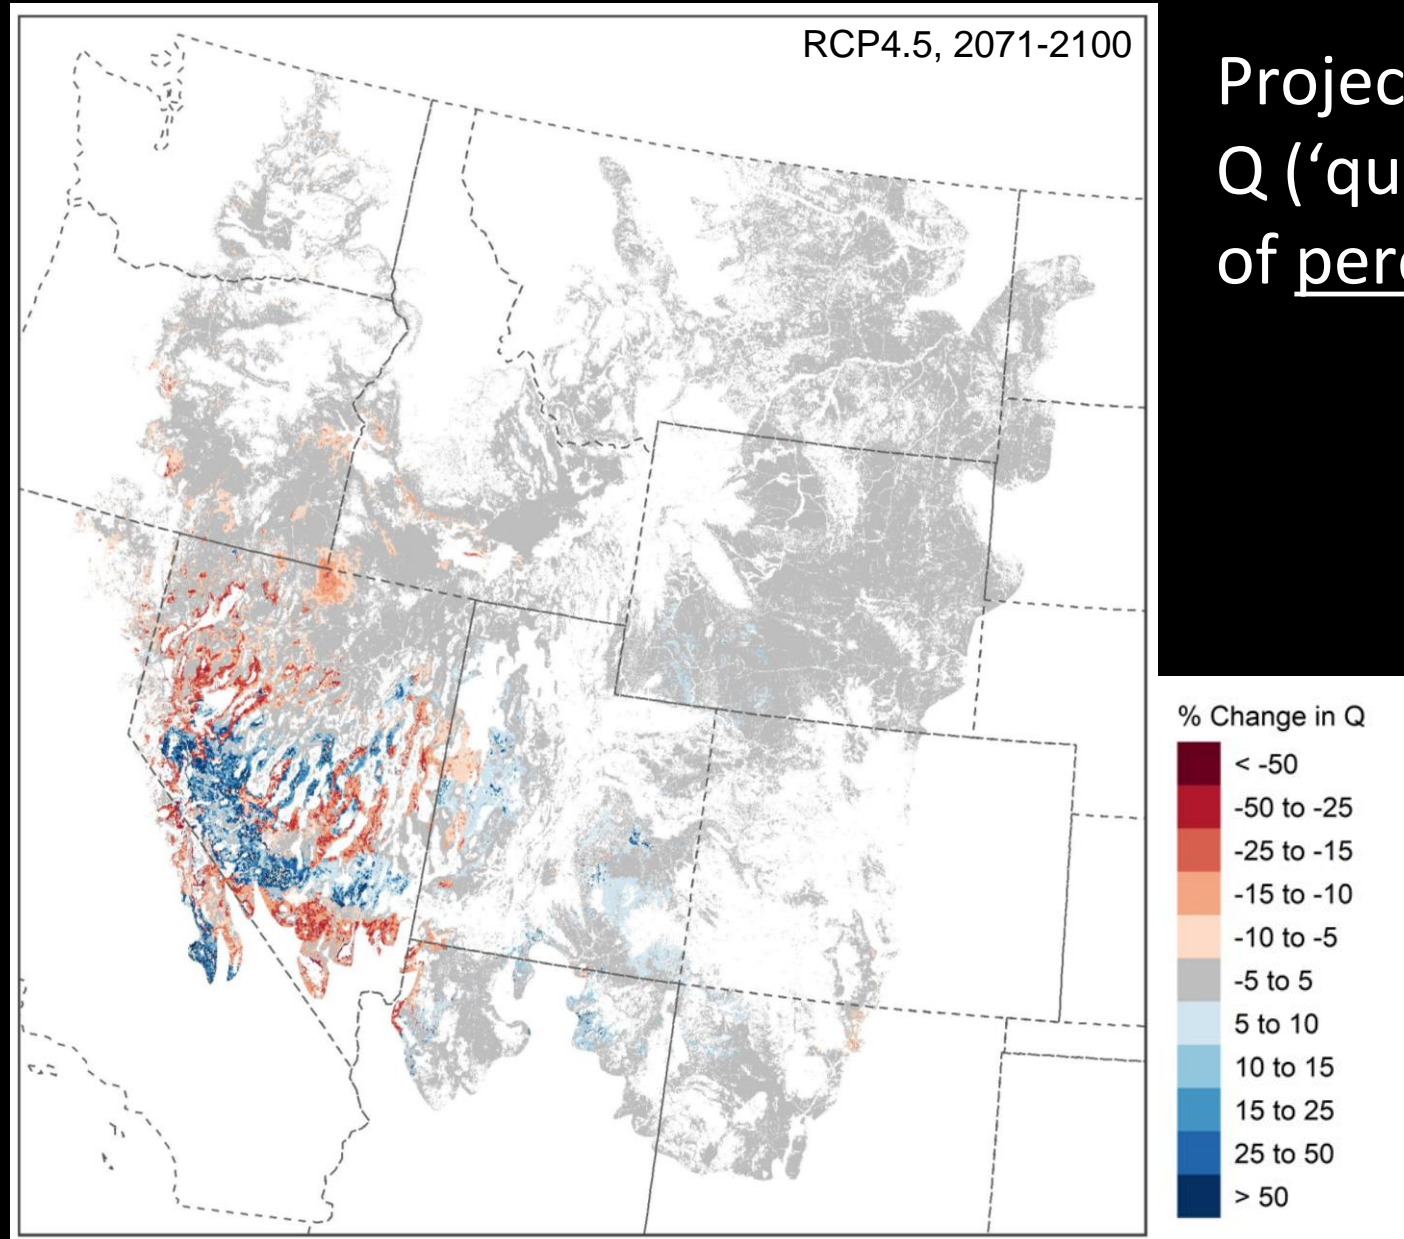 RCP4.5, 2071-2100
Projec
Q (‘qu
of per
% Change in Q
< -50
-50 to -25
-25 to -15
-15 to -10
-10 to -5
-5 to 5
5 to 10
10 to 15
15 to 25
25 to 50
> 50